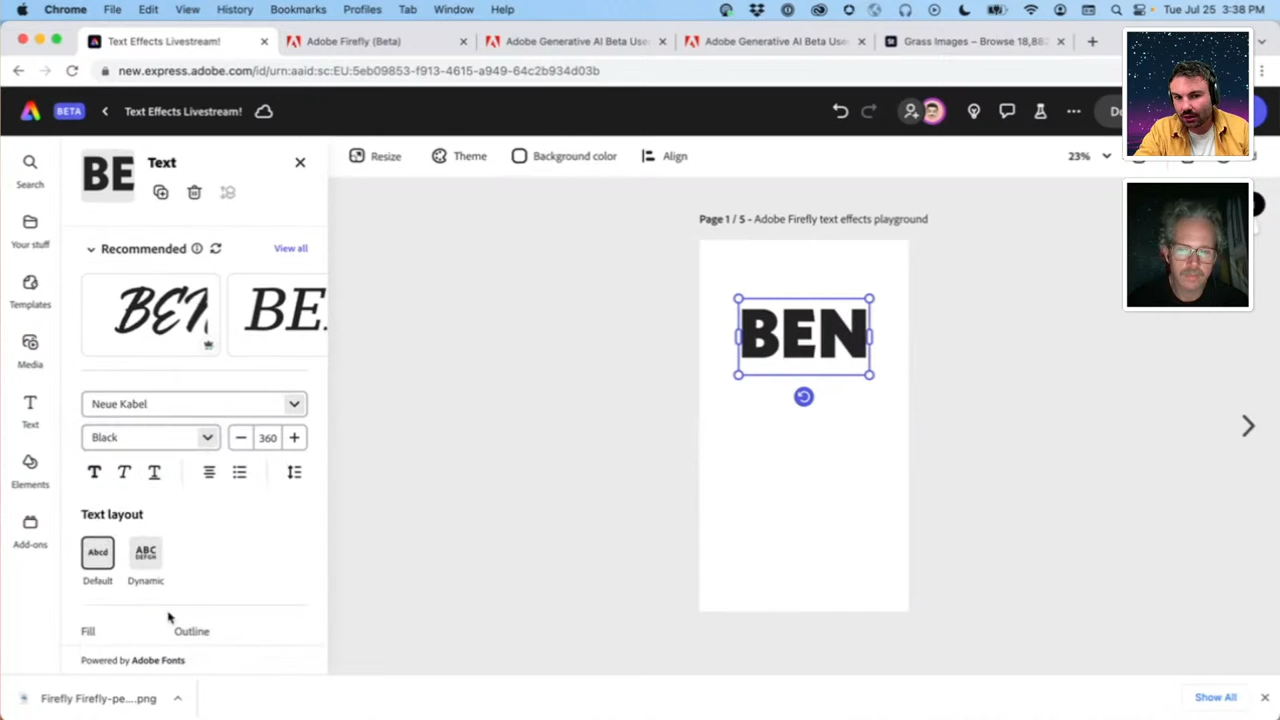 Chrome File Edit View History Bookmarks Profiles Tab Window Help Tue Jul 25 3:38 PM
Text Effects Livestream! Adobe Firefly (Beta) Adobe Generative AI Beta Use Adobe Generative AI Beta Use Grass Images – Browse 18,88
new.express.adobe.com/id/urn:aaid:sc:EU:5eb09853-f913-4615-a949-64c2b934d03b
BETA Text Effects Livestream!
BE Text
Resize Theme Background color Align 23%
Search
Your stuff
Templates
Media
Text
Elements
Add-ons
Recommended View all
BEN BE
Neue Kabel
Black 360
T T T
Text layout
Abcd ABC DEFGH
Default Dynamic
Fill Outline
Powered by Adobe Fonts
Page 1 / 5 - Adobe Firefly text effects playground
BEN
Firefly Firefly-pe....png Show All